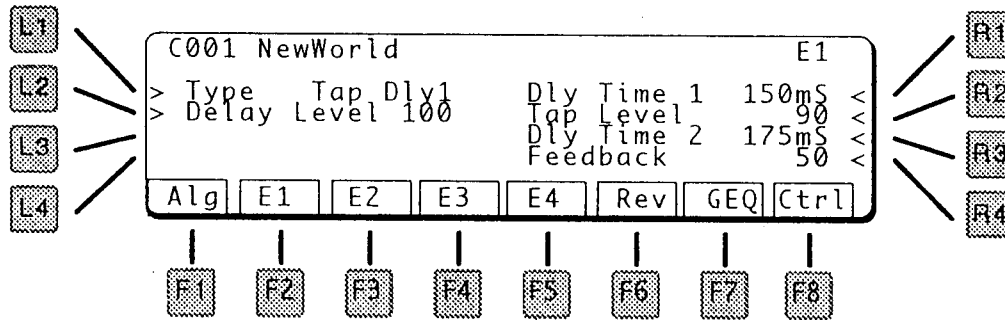 L1
R1
C001 NewWorld E1
L2
> Type Tap Dly1 Dly Time 1 150mS <
R2
> Delay Level 100 Tap Level 90 <
L3
Dly Time 2 175mS <
R3
Feedback 50 <
L4
Alg E1 E2 E3 E4 Rev GEQ Ctrl
R4
F1 F2 F3 F4 F5 F6 F7 F8